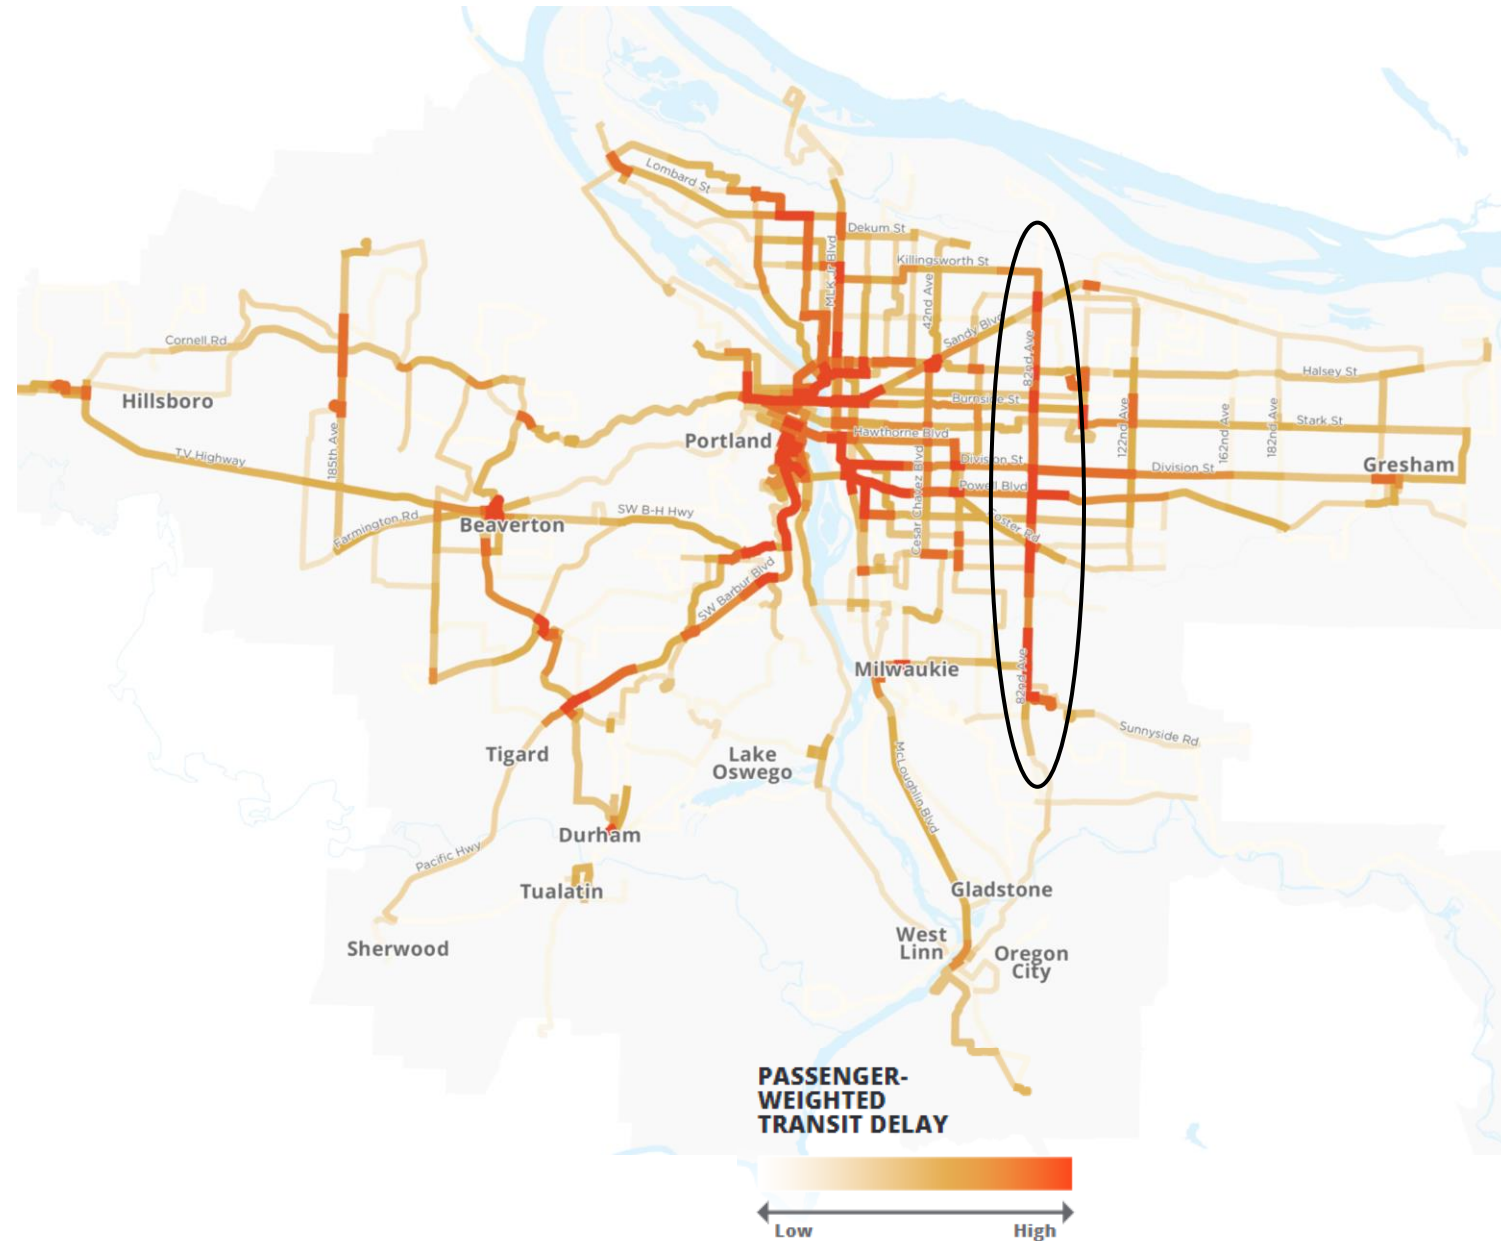 Lombard St
Dekum St
Killingsworth St
MLK Jr Blvd
42nd Ave
Sandy Blvd
82nd Ave
Cornell Rd
Halsey St
Hillsboro
Burnside St
Stark St
Portland
Hawthorne Blvd
122nd Ave
162nd Ave
182nd Ave
185th Ave
TV Highway
Division St
Division St
Gresham
Powell Blvd
Cesar Chavez Blvd
SW B-H Hwy
Beaverton
Farmington Rd
Foster Rd
SW Barbur Blvd
Milwaukie
82nd Ave
Sunnyside Rd
Tigard
Lake
Oswego
McLoughlin Blvd
Durham
Pacific Hwy
Tualatin
Gladstone
Sherwood
West
Linn
Oregon
City
PASSENGER-
WEIGHTED
TRANSIT DELAY
Low
High